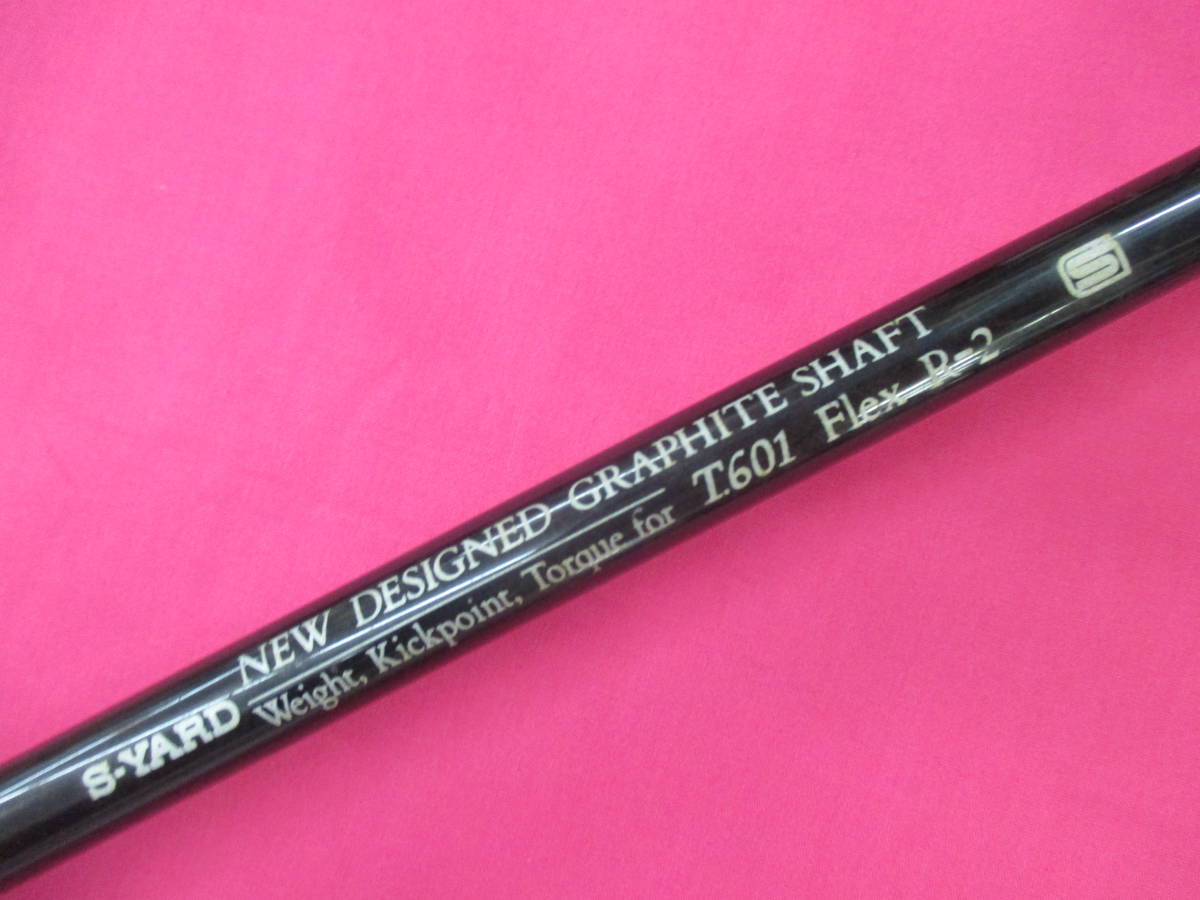 S-YARD
NEW DESIGNED GRAPHITE SHAFT
Weight, Kickpoint, Torque for T.601 Flex R-2
S